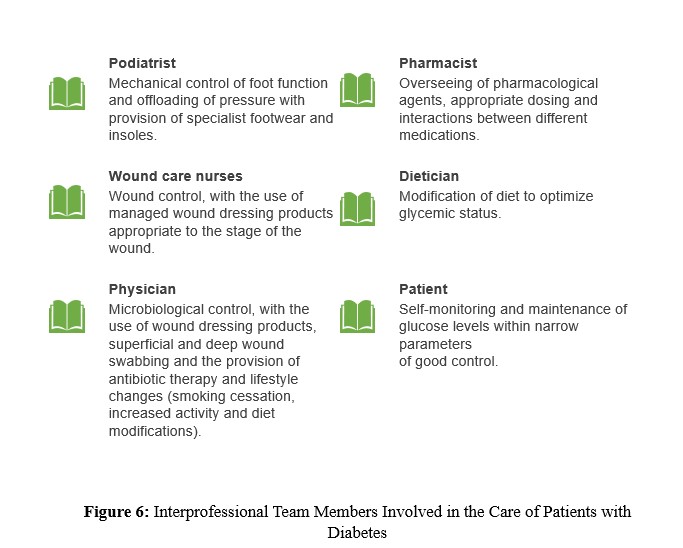 Podiatrist
Mechanical control of foot function
and offloading of pressure with
provision of specialist footwear and
insoles.
Pharmacist
Overseeing of pharmacological
agents, appropriate dosing and
interactions between different
medications.
Wound care nurses
Wound control, with the use of
managed wound dressing products
appropriate to the stage of the
wound.
Dietician
Modification of diet to optimize
glycemic status.
Physician
Microbiological control, with the
use of wound dressing products,
superficial and deep wound
swabbing and the provision of
antibiotic therapy and lifestyle
changes (smoking cessation,
increased activity and diet
modifications).
Patient
Self-monitoring and maintenance of
glucose levels within narrow
parameters
of good control.
Figure 6: Interprofessional Team Members Involved in the Care of Patients with
Diabetes